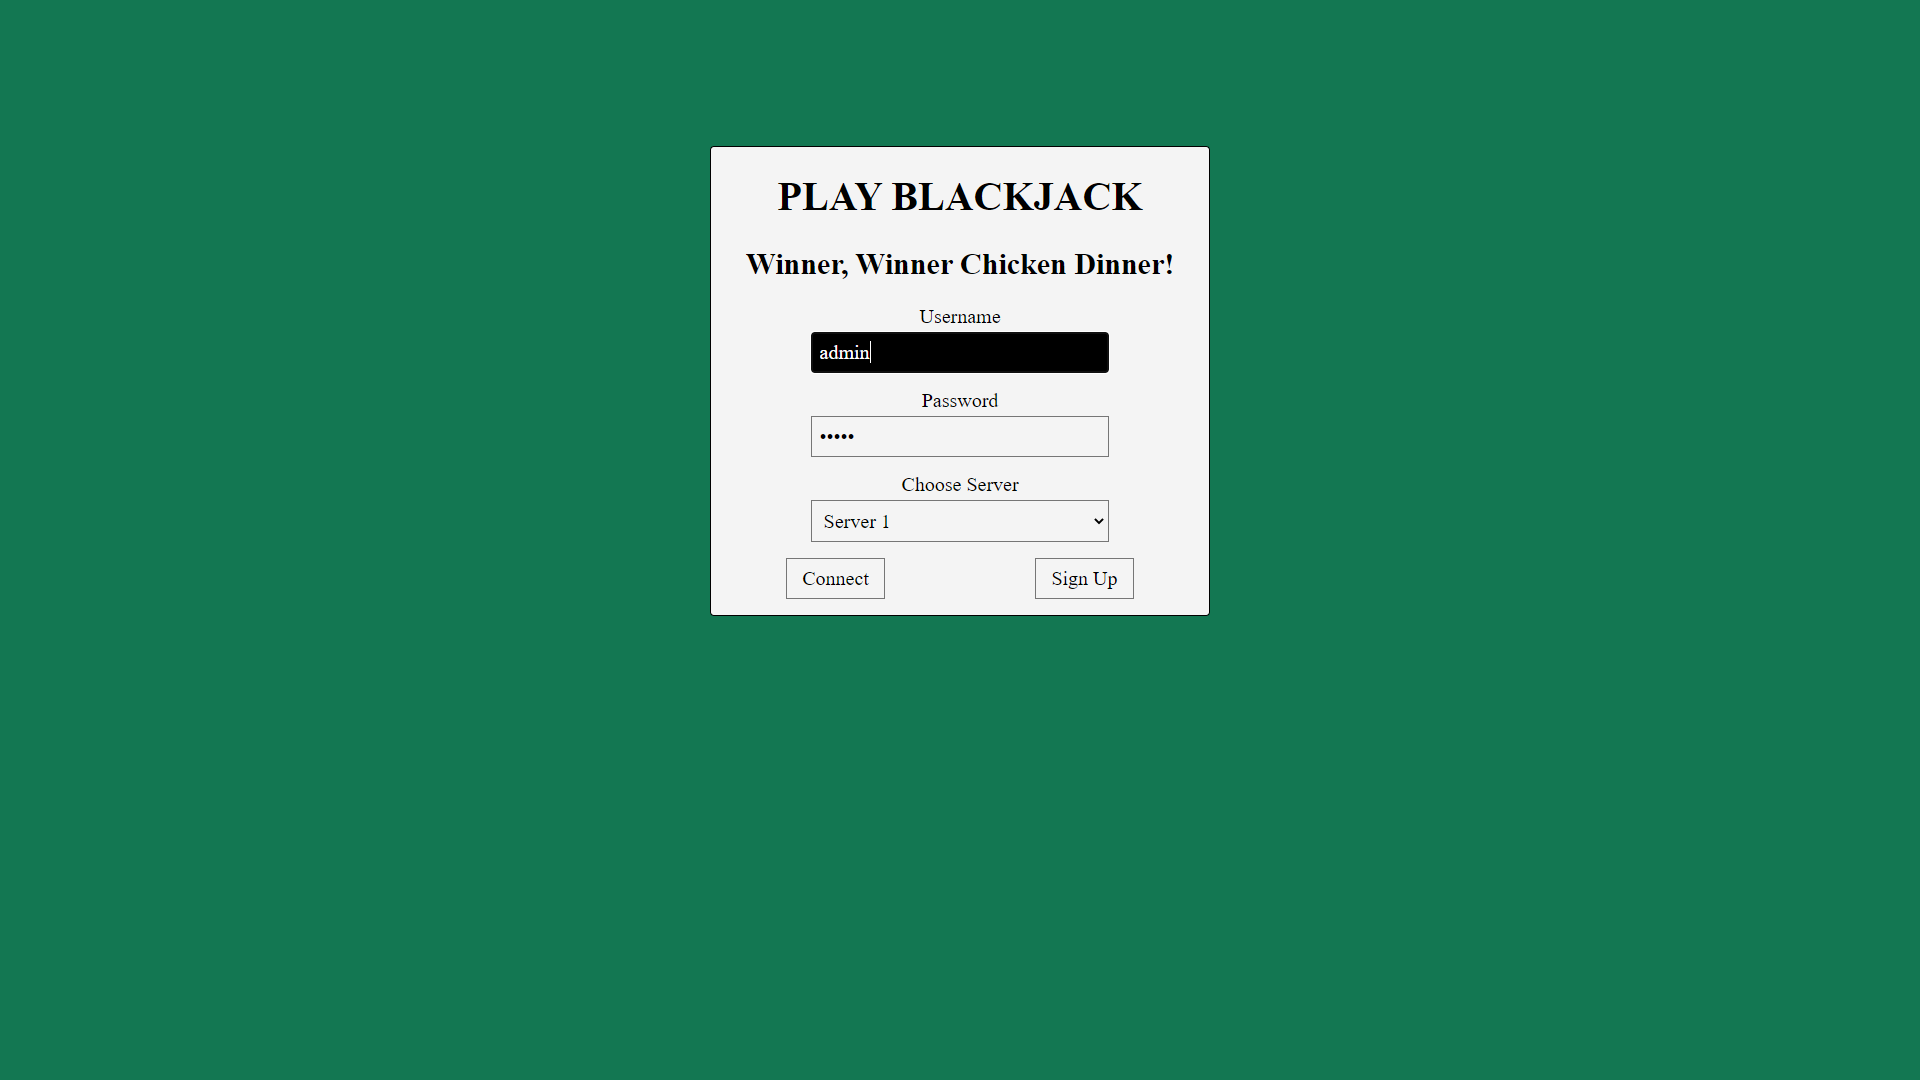 PLAY BLACKJACK
Winner, Winner Chicken Dinner!
Username
admin
Password
•••••
Choose Server
Server 1
Connect Sign Up